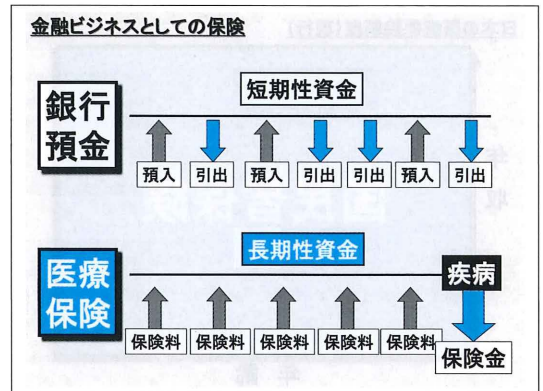 金融ビジネスとしての保険
銀行
預金
短期性資金
預入 引出 預入 引出 引出 預入 引出
医療
保険
長期性資金
疾病
保険料 保険料 保険料 保険料 保険料
保険金